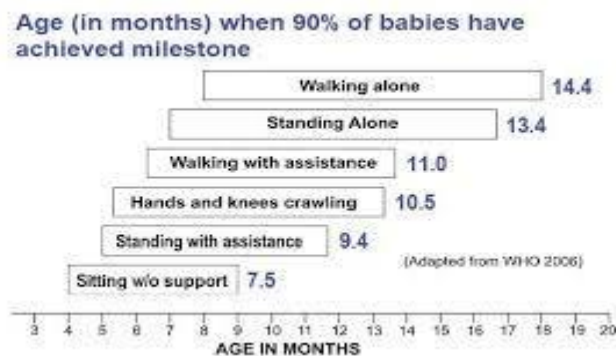 Age (in months) when 90% of babies have
achieved milestone
Walking alone 14.4
Standing Alone 13.4
Walking with assistance 11.0
Hands and knees crawling 10.5
Standing with assistance 9.4
(Adapted from WHO 2006)
Sitting w/o support 7.5
3 4 5 6 7 8 9 10 11 12 13 14 15 16 17 18 19 20
AGE IN MONTHS